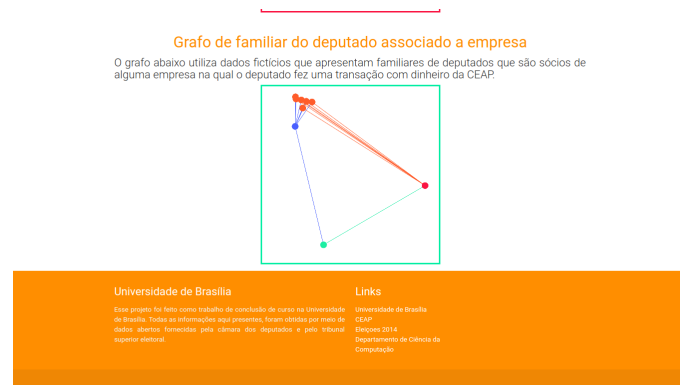 Grafo de familiar do deputado associado a empresa
O grafo abaixo utiliza dados fictícios que apresentam familiares de deputados que são sócios de
alguma empresa na qual o deputado fez uma transação com dinheiro da CEAP.
Universidade de Brasília
Esse projeto foi feito como trabalho de conclusão de curso na Universidade
de Brasília. Todas as informações aqui presentes, foram obtidas por meio de
dados abertos fornecidas pela câmara dos deputados e pelo tribunal
superior eleitoral.
Links
Universidade de Brasília
CEAP
Eleiçoes 2014
Departamento de Ciência da
Computação